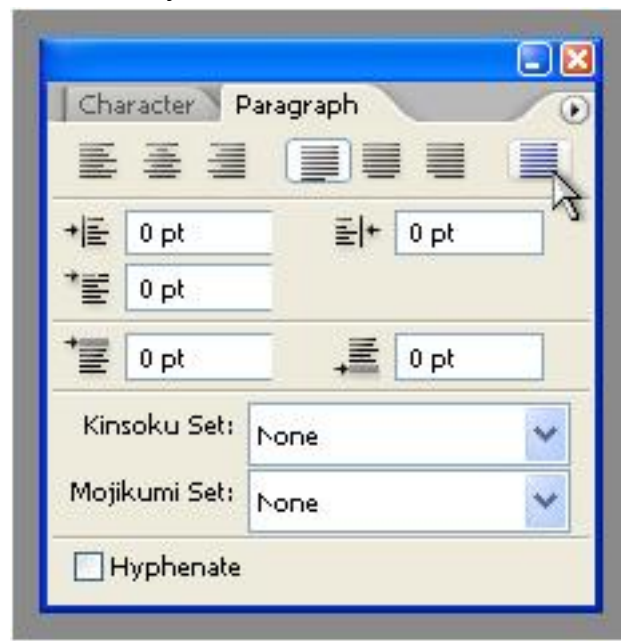 Character Paragraph
0 pt 0 pt
0 pt
0 pt 0 pt
Kinsoku Set: None
Mojikumi Set: None
Hyphenate